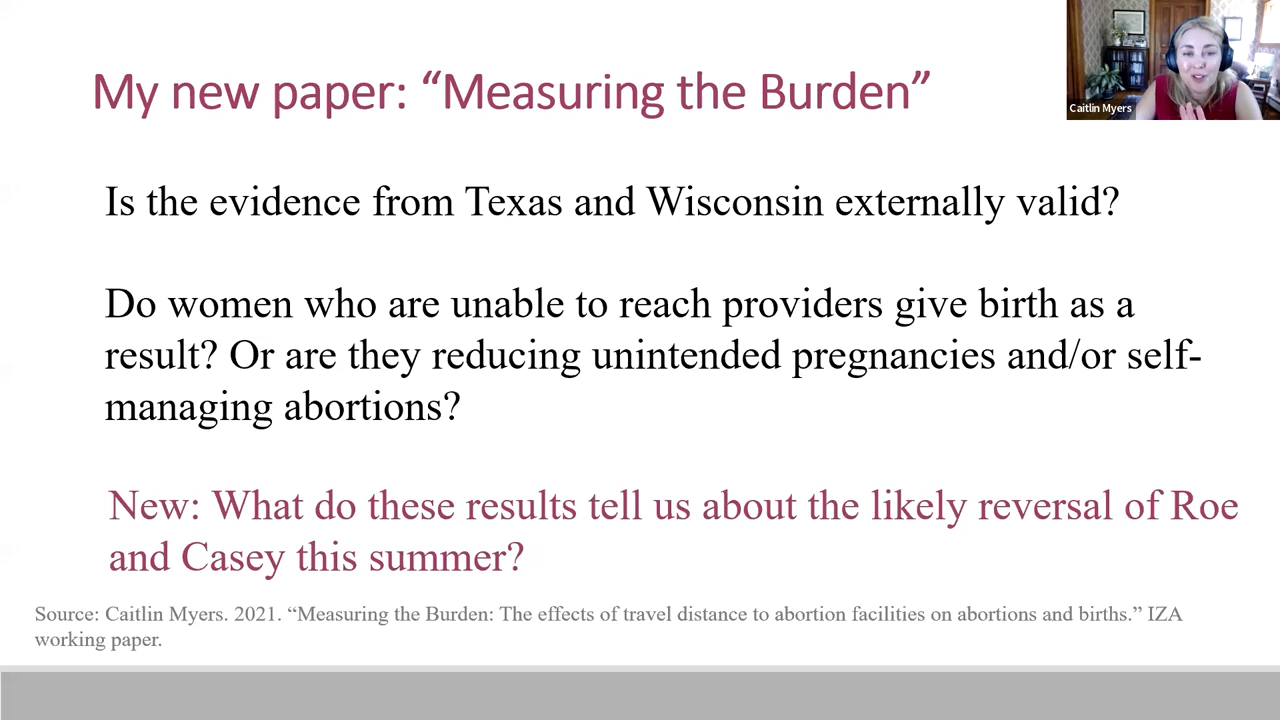 My new paper: “Measuring the Burden”
Caitlin Myers
Is the evidence from Texas and Wisconsin externally valid?
Do women who are unable to reach providers give birth as a
result? Or are they reducing unintended pregnancies and/or self-
managing abortions?
New: What do these results tell us about the likely reversal of Roe
and Casey this summer?
Source: Caitlin Myers. 2021. “Measuring the Burden: The effects of travel distance to abortion facilities on abortions and births.” IZA
working paper.